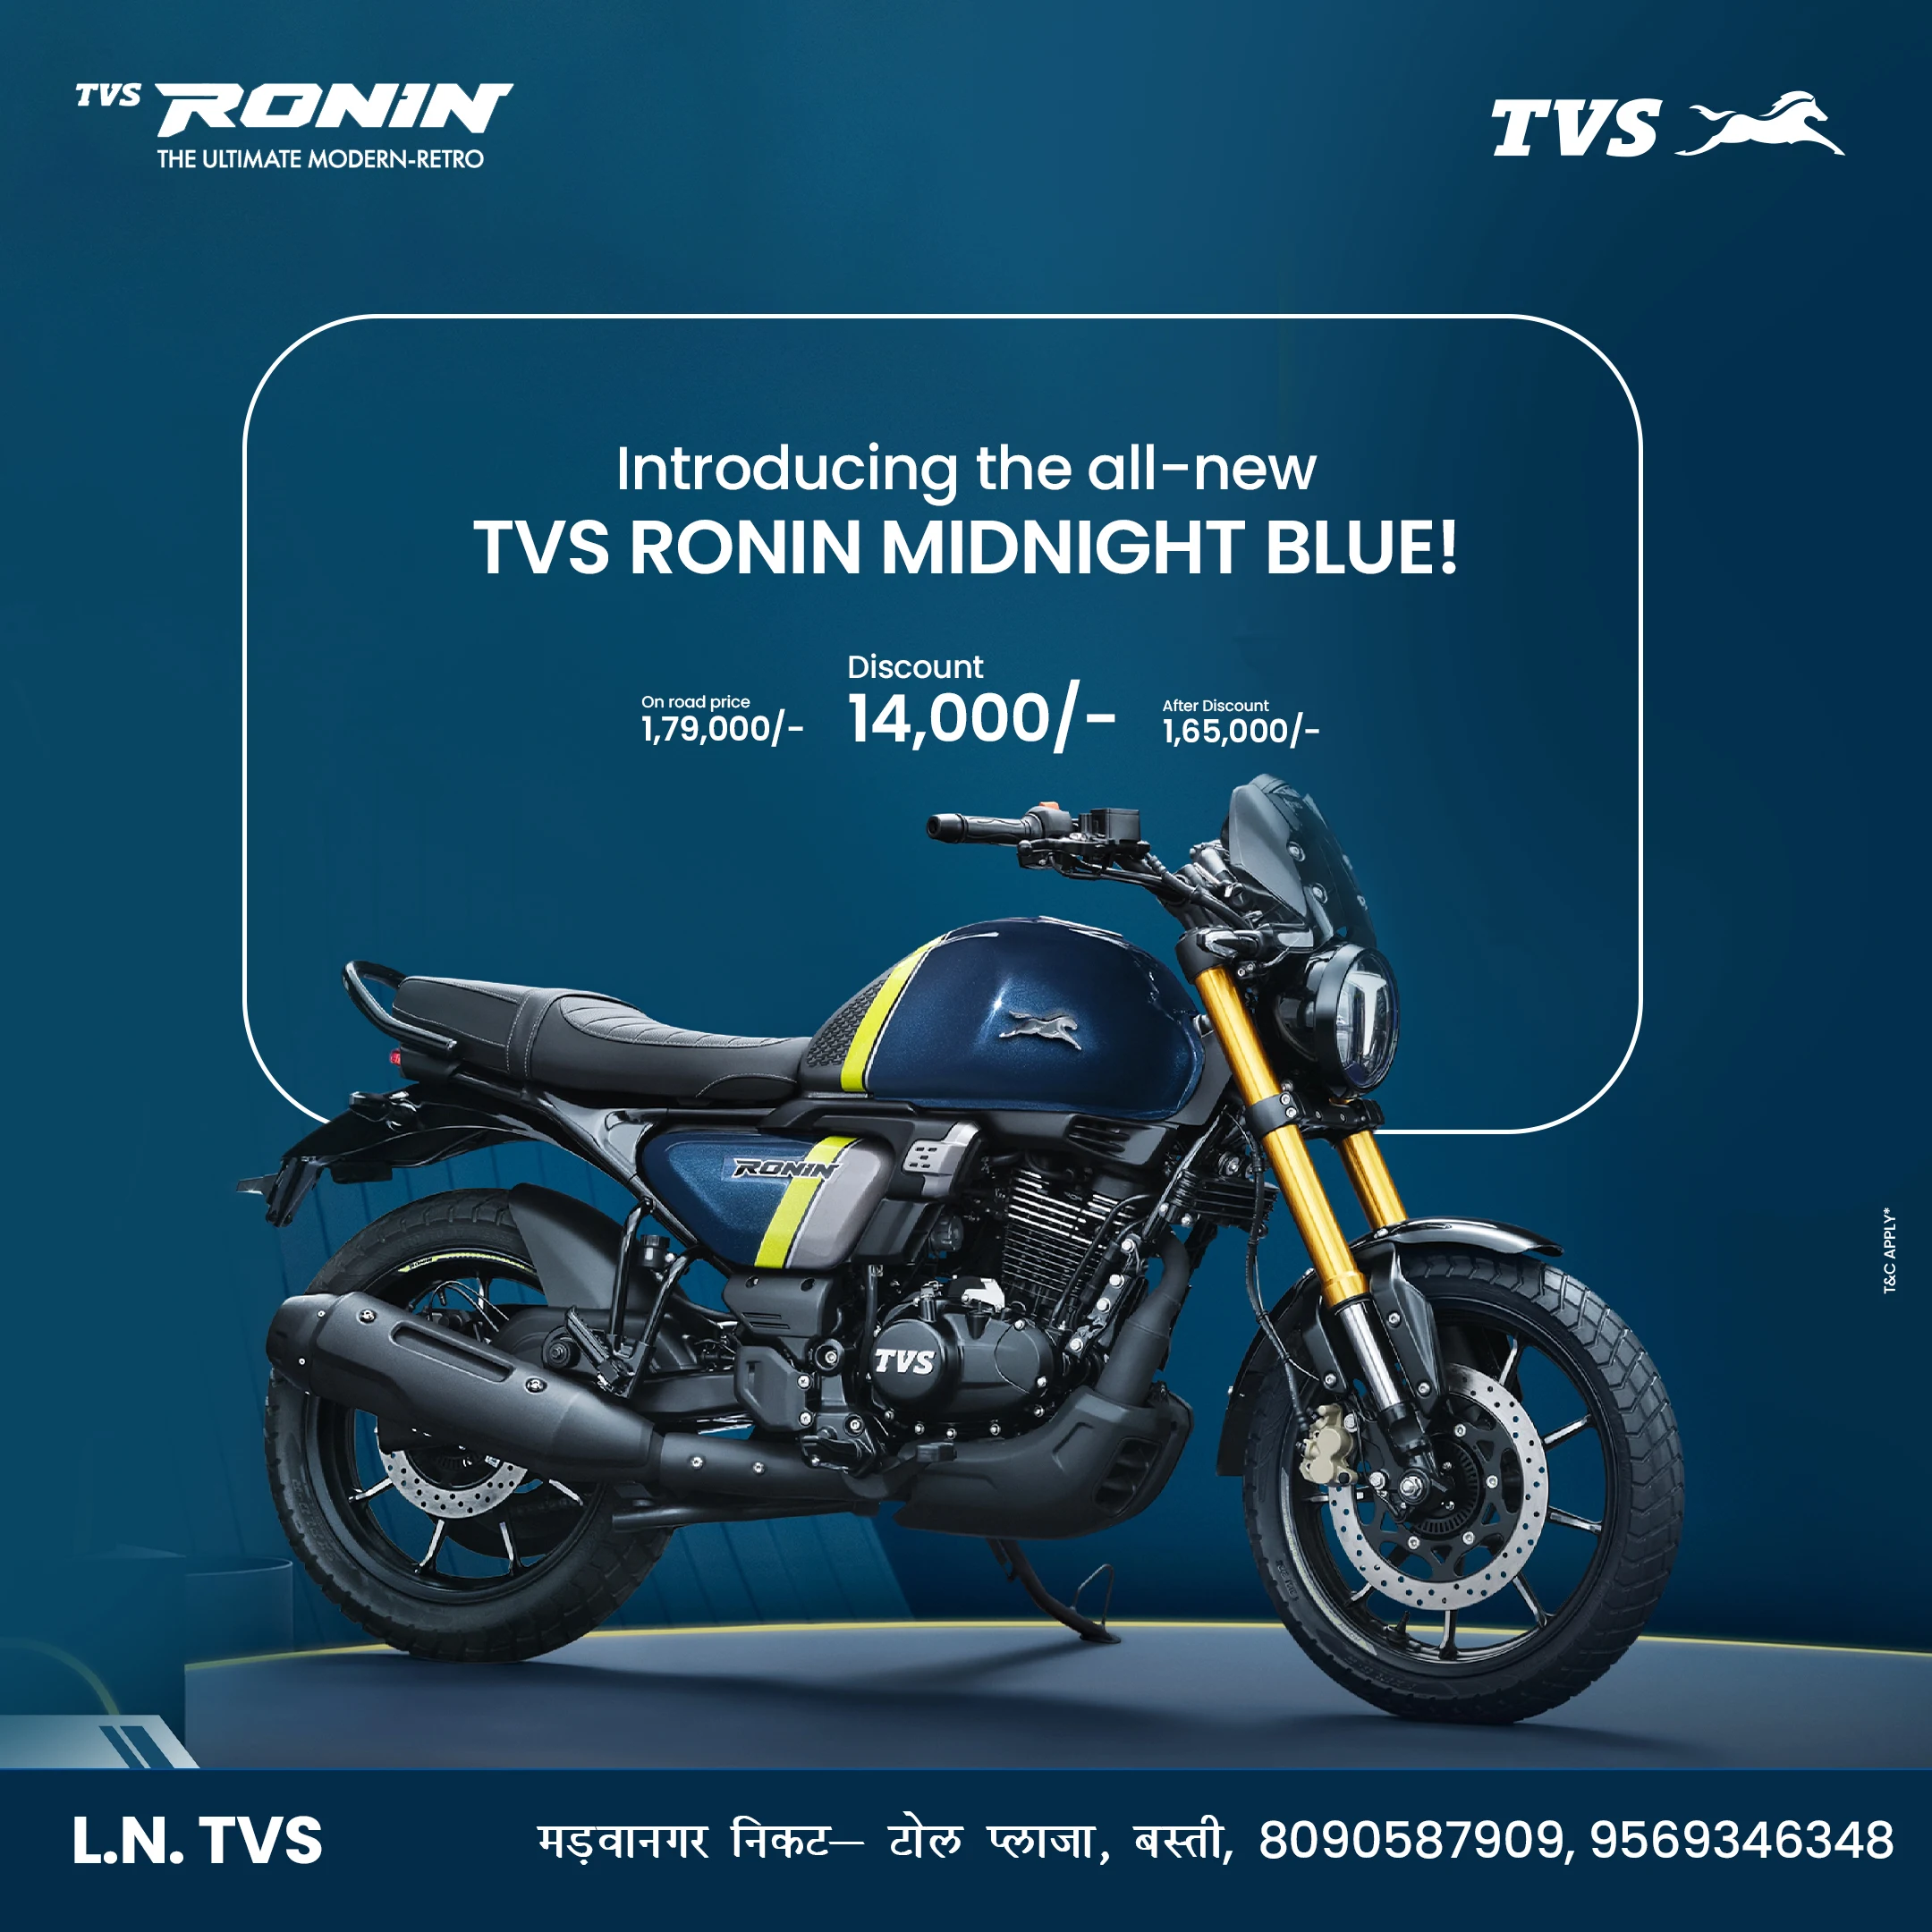 TVS RONIN
THE ULTIMATE MODERN-RETRO
TVS
Introducing the all-new
TVS RONIN MIDNIGHT BLUE!
On road price
1,79,000/-
Discount
14,000/-
After Discount
1,65,000/-
RONIN
TVS
T&C APPLY*
L.N. TVS
मड़वानगर निकट– टोल प्लाजा, बस्ती, 8090587909, 9569346348